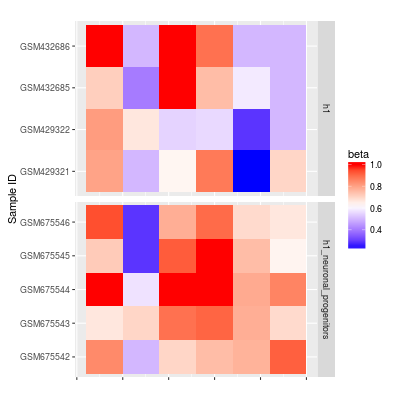 GSM432686
GSM432685
GSM429322
GSM429321
h1
GSM675546
GSM675545
GSM675544
GSM675543
GSM675542
h1_neuronal_progenitors
Sample ID
beta
1.0
0.8
0.6
0.4